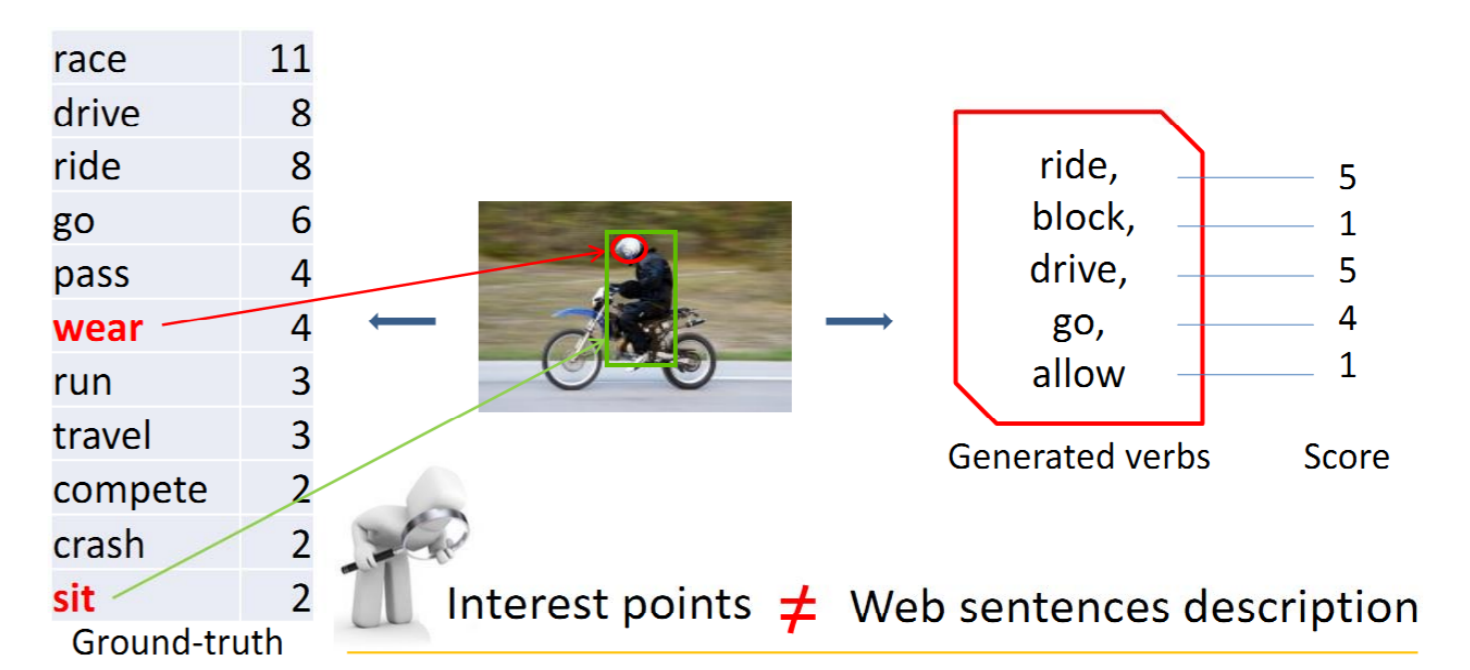 race 11
drive 8
ride 8
go 6
pass 4
wear 4
run 3
travel 3
compete 2
crash 2
sit 2
Ground-truth
ride, 5
block, 1
drive, 5
go, 4
allow 1
Generated verbs Score
Interest points ≠ Web sentences description